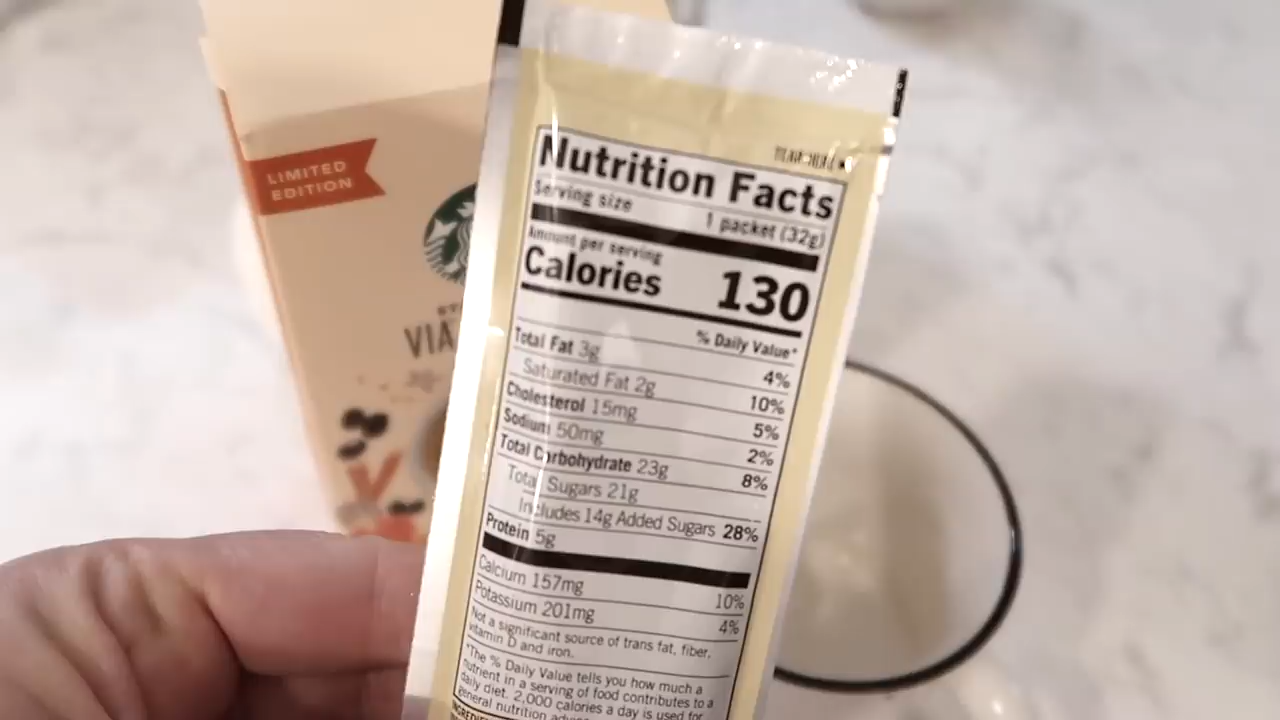 LIMITED
EDITION
VIA
TEAR HERE
Nutrition Facts
Serving size 1 packet (32g)
Amount per serving
Calories 130
% Daily Value*
Total Fat 3g 4%
Saturated Fat 2g 10%
Cholesterol 15mg 5%
Sodium 50mg 2%
Total Carbohydrate 23g 8%
Total Sugars 21g
Includes 14g Added Sugars 28%
Protein 5g
Calcium 157mg 10%
Potassium 201mg 4%
Not a significant source of trans fat, fiber,
vitamin D and iron.
*The % Daily Value tells you how much a
nutrient in a serving of food contributes to a
daily diet. 2,000 calories a day is used for
general nutrition